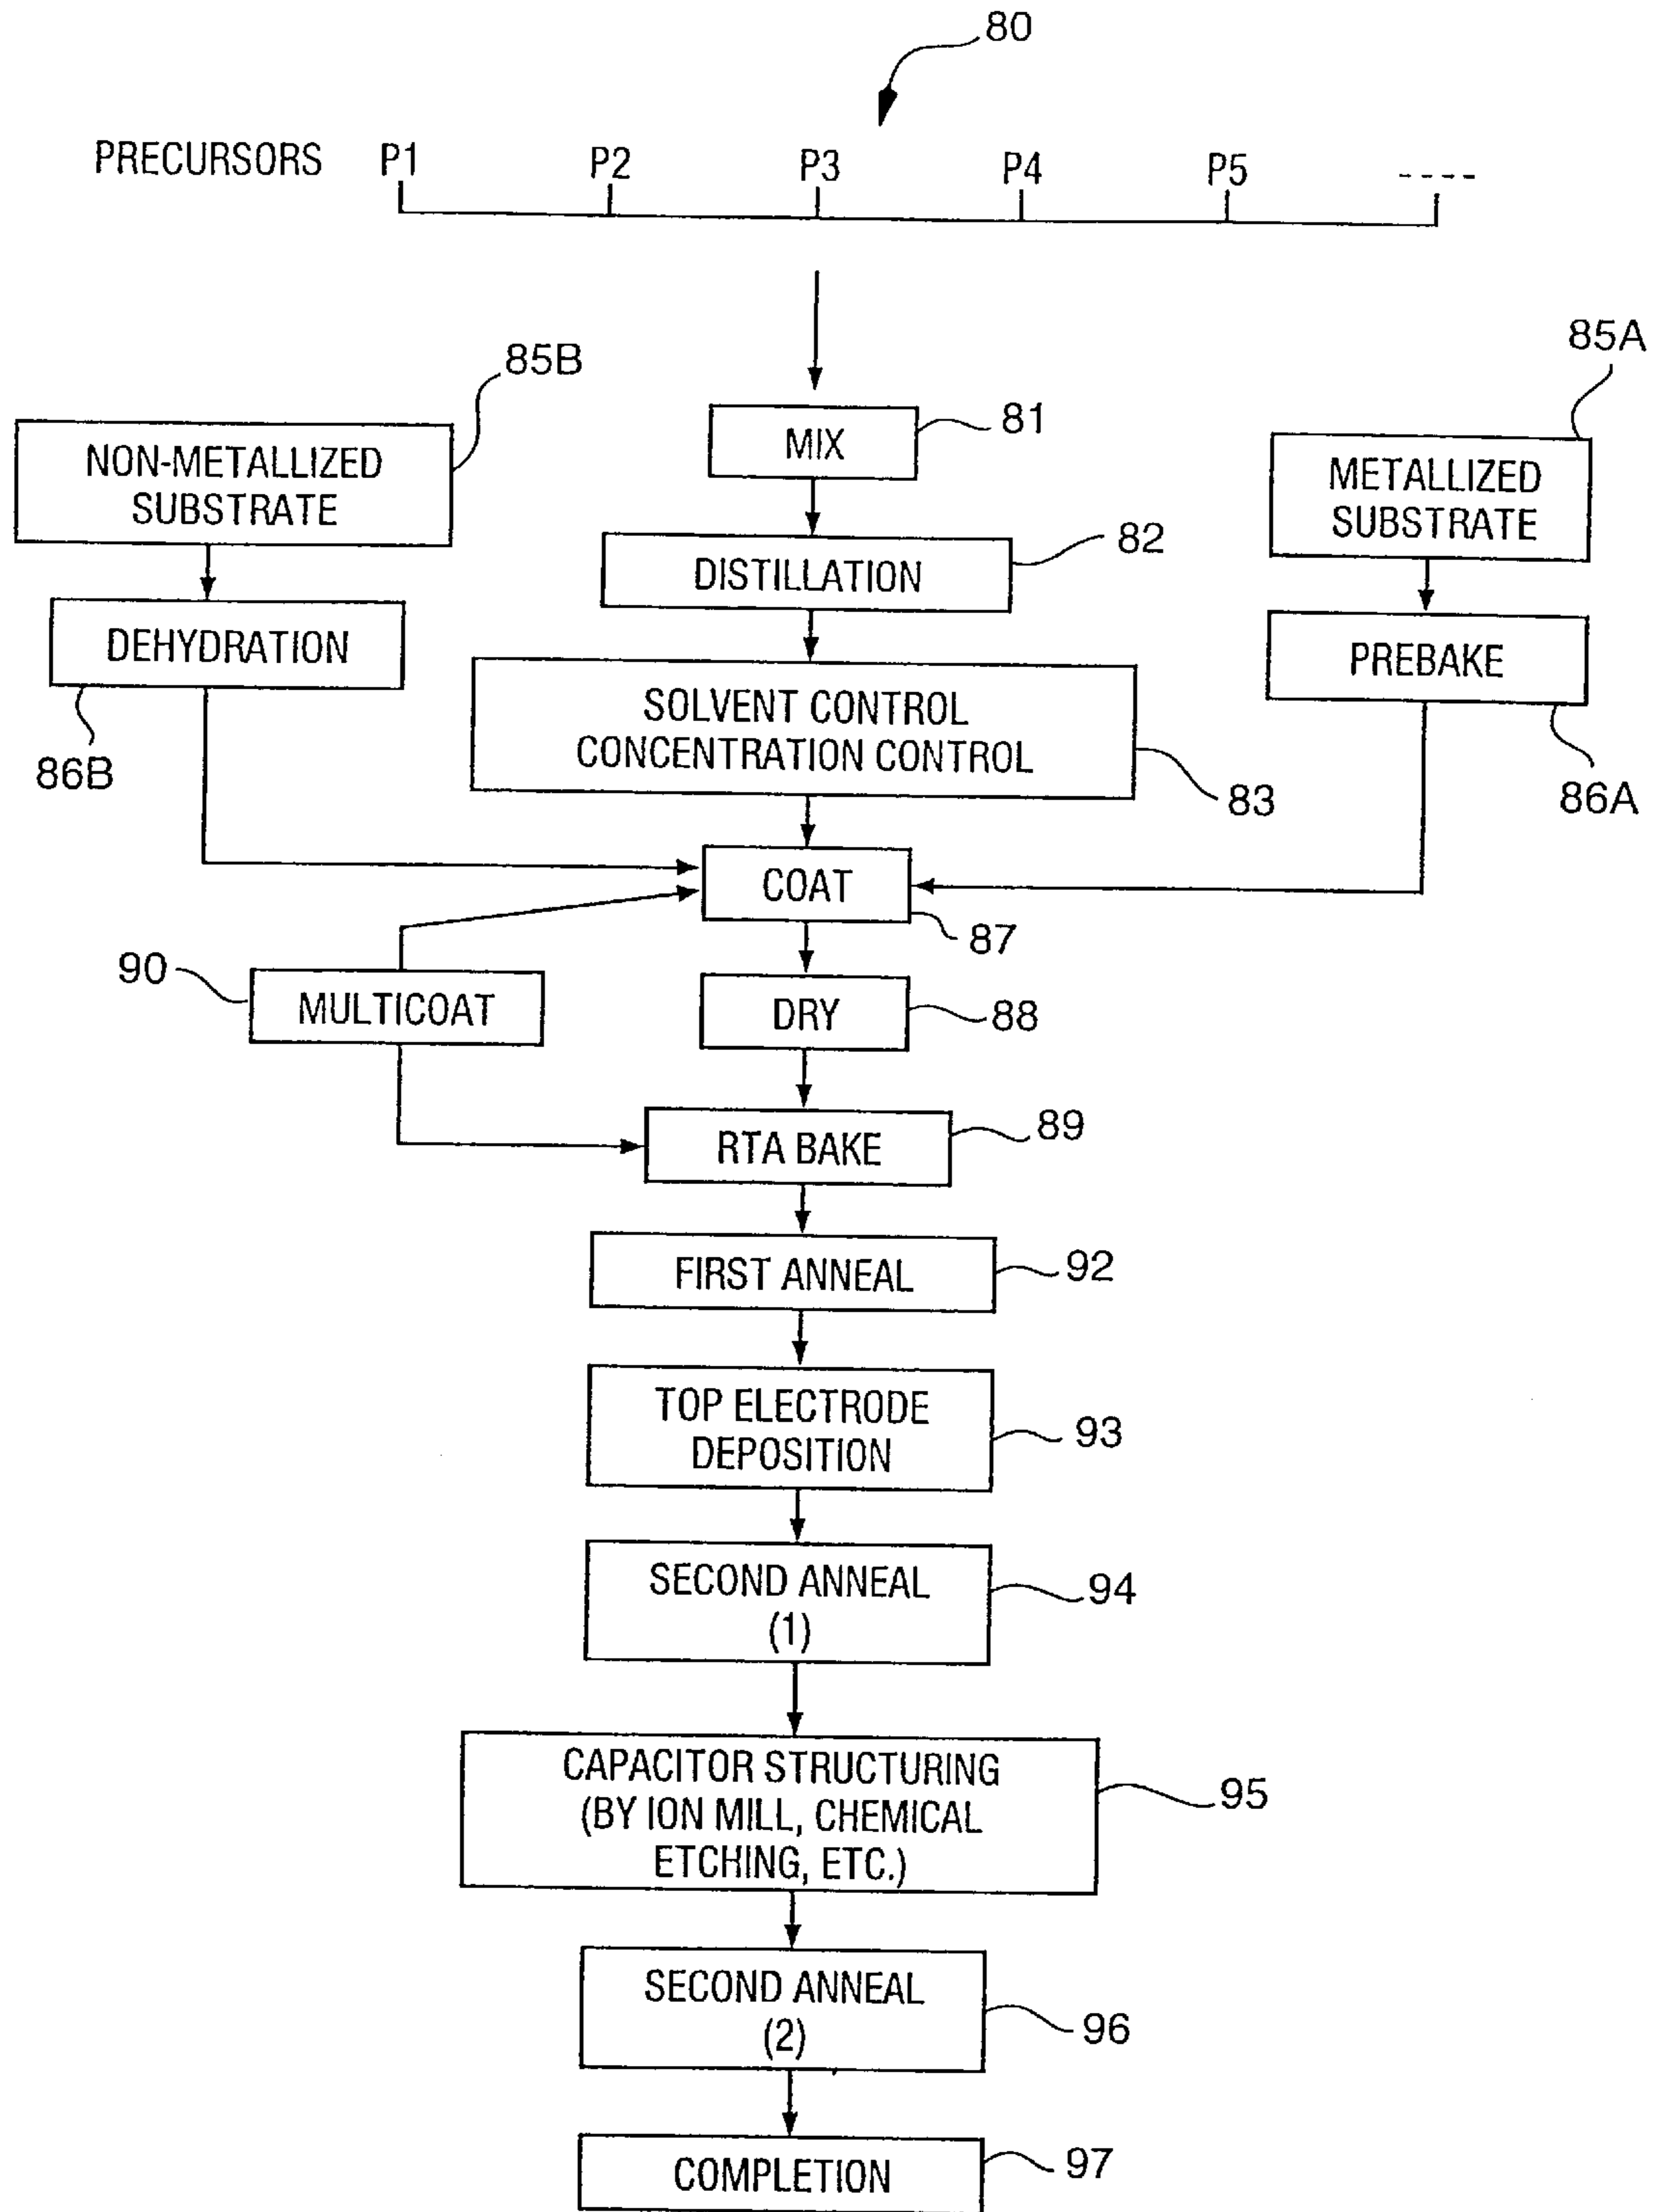 80
PRECURSORS P1 P2 P3 P4 P5 ----
85B
85A
NON-METALLIZED
SUBSTRATE
MIX
81
METALLIZED
SUBSTRATE
DISTILLATION
82
DEHYDRATION
86B
PREBAKE
86A
SOLVENT CONTROL
CONCENTRATION CONTROL
83
COAT
87
90
MULTICOAT
DRY
88
RTA BAKE
89
FIRST ANNEAL
92
TOP ELECTRODE
DEPOSITION
93
SECOND ANNEAL
(1)
94
CAPACITOR STRUCTURING
(BY ION MILL, CHEMICAL
ETCHING, ETC.)
95
SECOND ANNEAL
(2)
96
COMPLETION
97